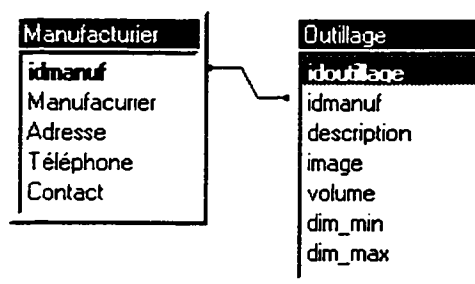 Manufacturier
idmanuf
Manufacurier
Adresse
Téléphone
Contact
Outillage
idoutillage
idmanuf
description
image
volume
dim_min
dim_max